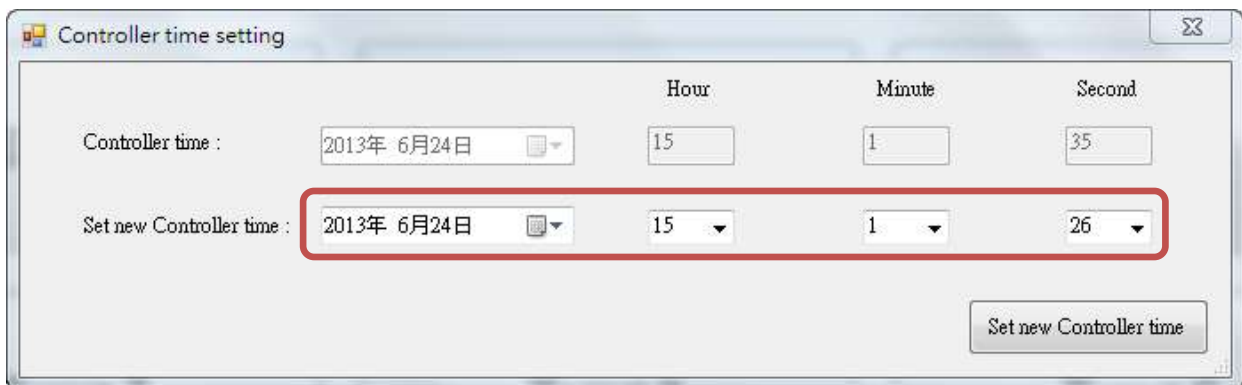 Controller time setting
Hour Minute Second
Controller time : 2013年 6月24日 15 1 35
Set new Controller time : 2013年 6月24日 15 1 26
Set new Controller time